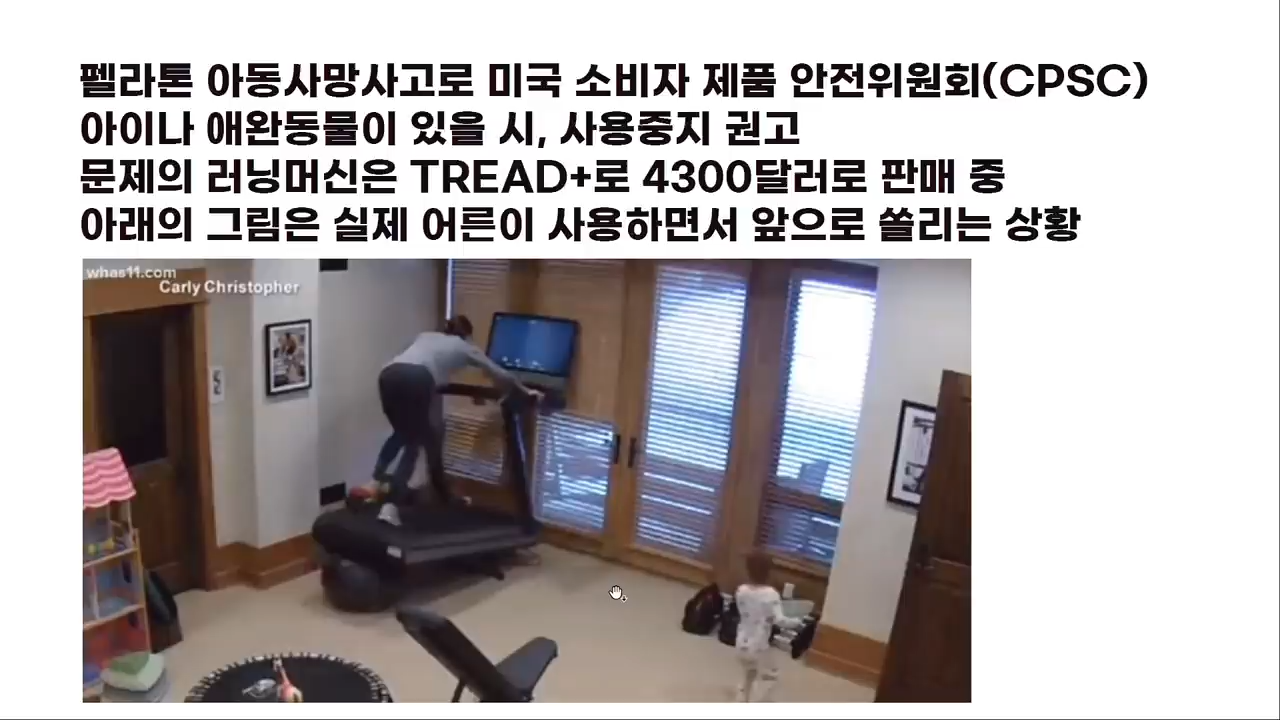 펠라톤 아동사망사고로 미국 소비자 제품 안전위원회(CPSC)
아이나 애완동물이 있을 시, 사용중지 권고
문제의 러닝머신은 TREAD+로 4300달러로 판매 중
아래의 그림은 실제 어른이 사용하면서 앞으로 쏠리는 상황
whas11.com
Carly Christopher